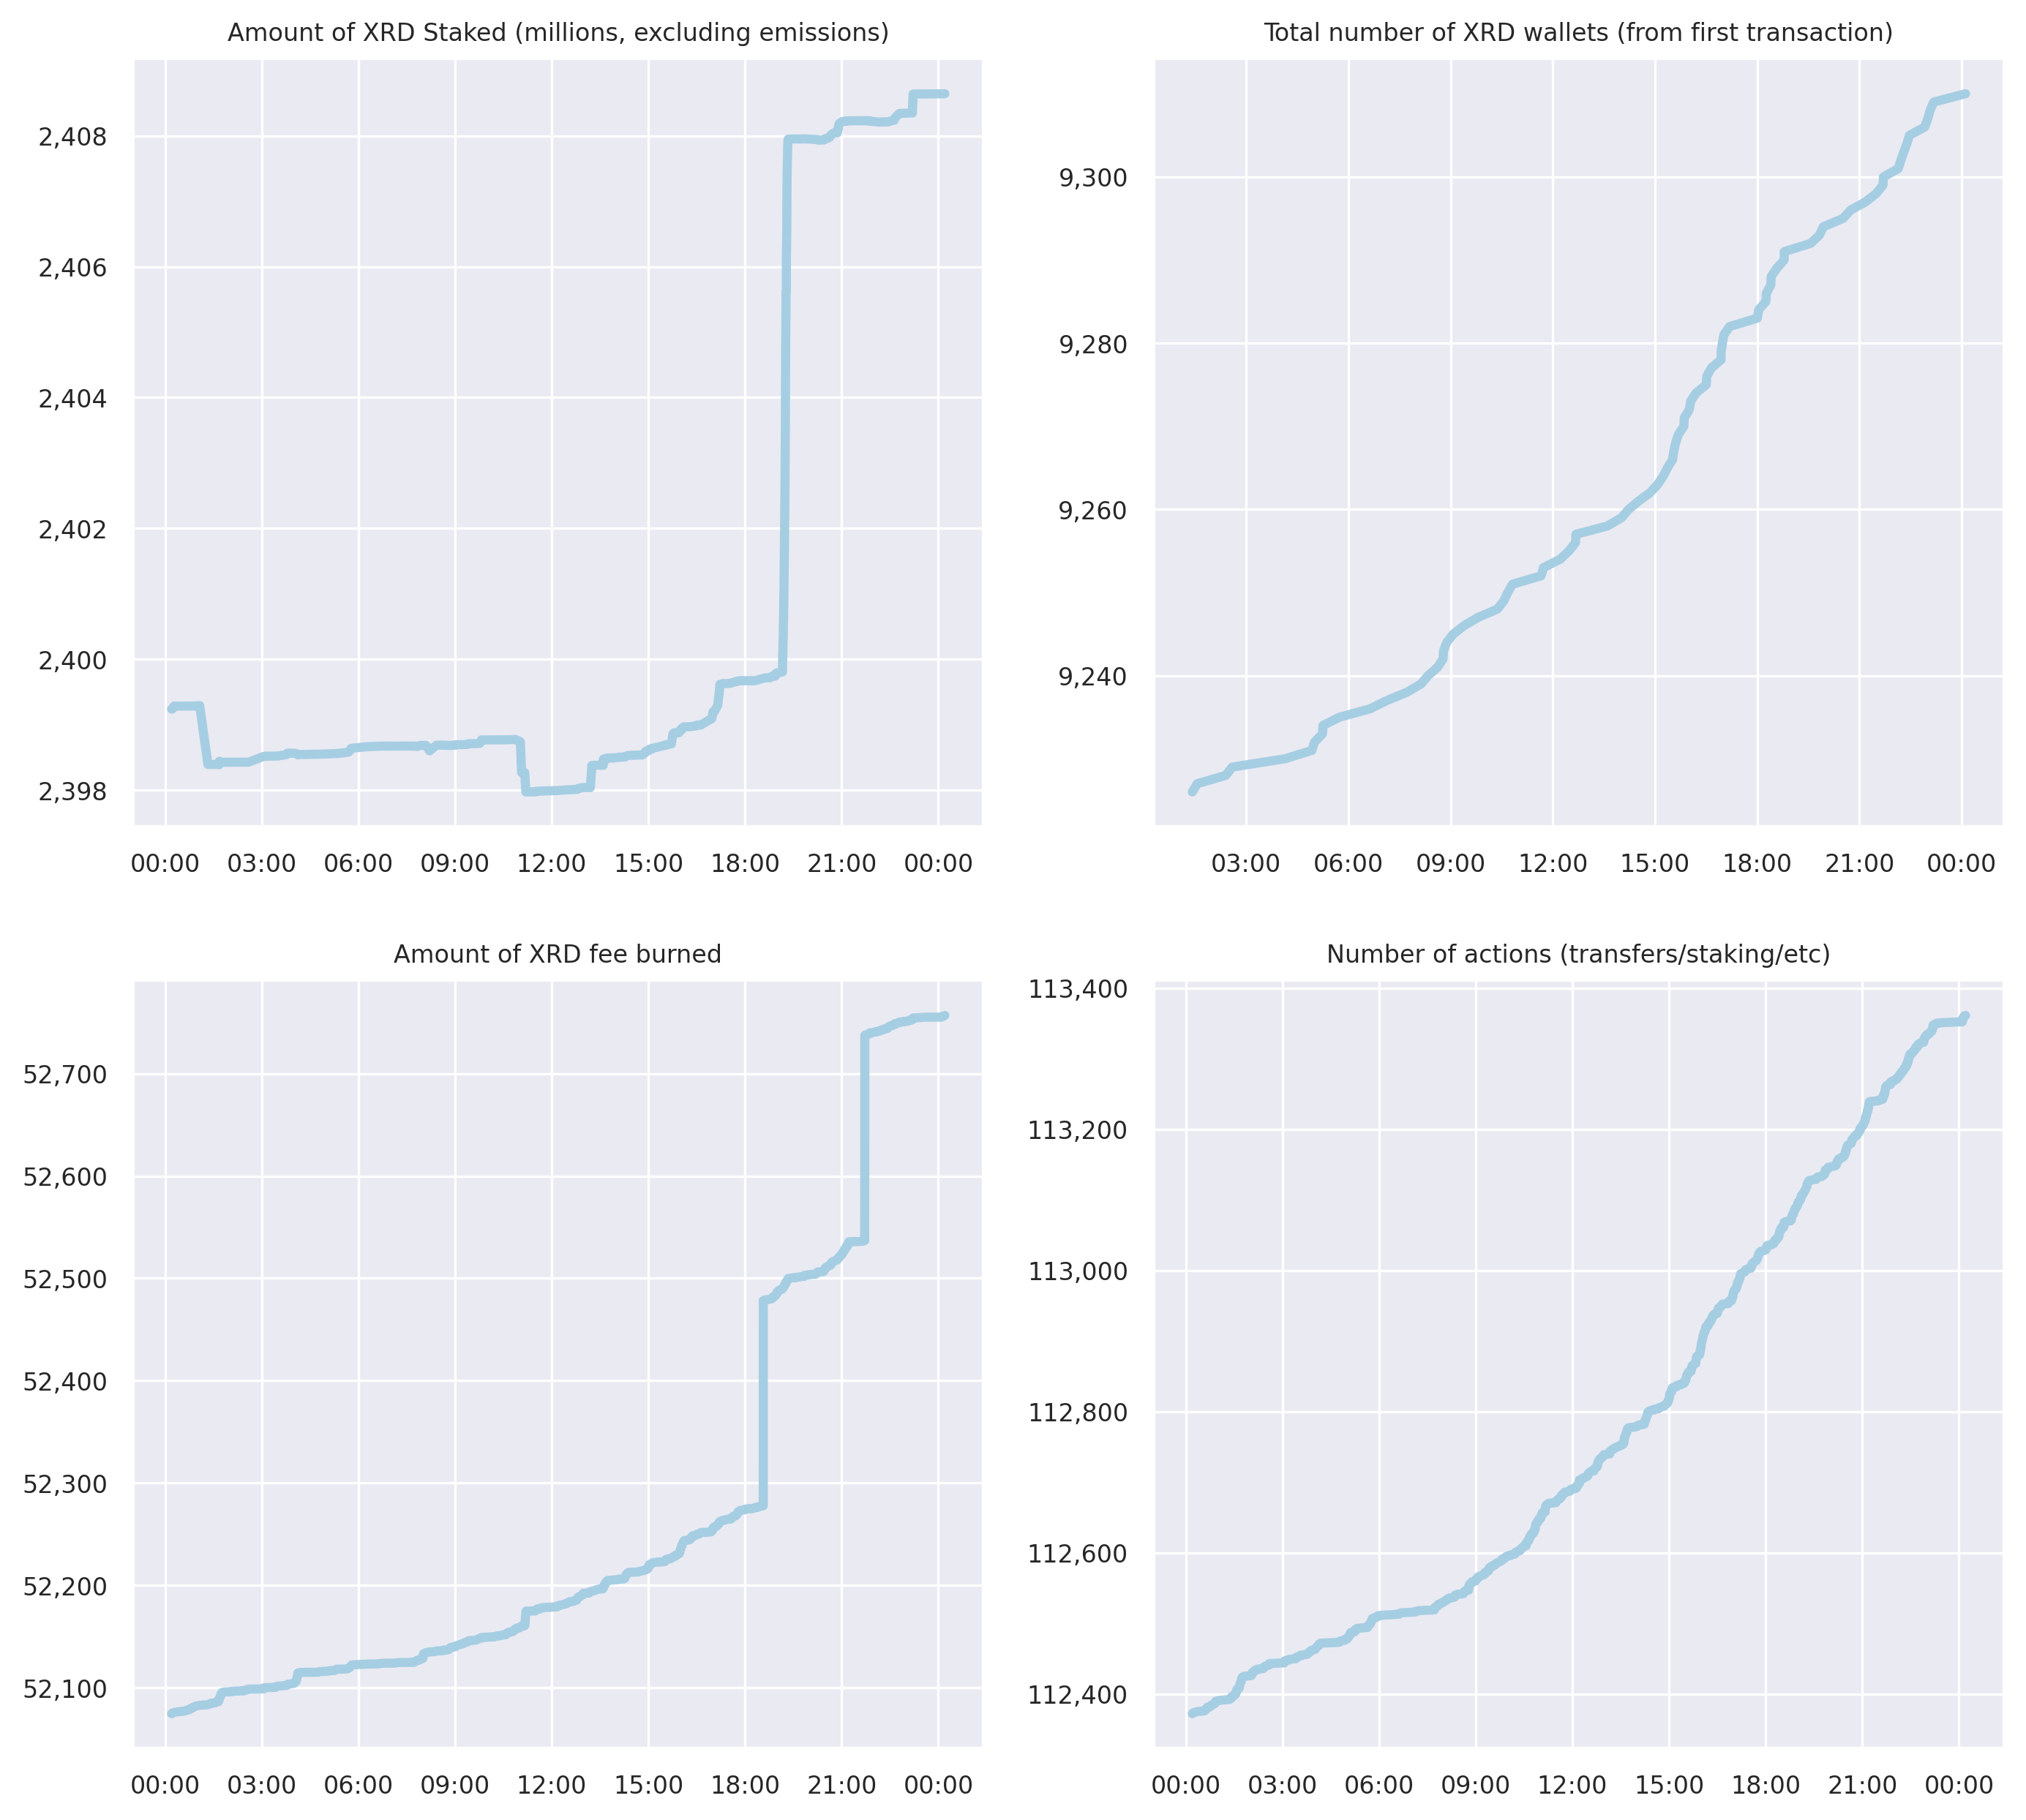 Amount of XRD Staked (millions, excluding emissions)
2,408
2,406
2,404
2,402
2,400
2,398
00:00 03:00 06:00 09:00 12:00 15:00 18:00 21:00 00:00
Total number of XRD wallets (from first transaction)
9,300
9,280
9,260
9,240
03:00 06:00 09:00 12:00 15:00 18:00 21:00 00:00
Amount of XRD fee burned
52,700
52,600
52,500
52,400
52,300
52,200
52,100
00:00 03:00 06:00 09:00 12:00 15:00 18:00 21:00 00:00
Number of actions (transfers/staking/etc)
113,400
113,200
113,000
112,800
112,600
112,400
00:00 03:00 06:00 09:00 12:00 15:00 18:00 21:00 00:00